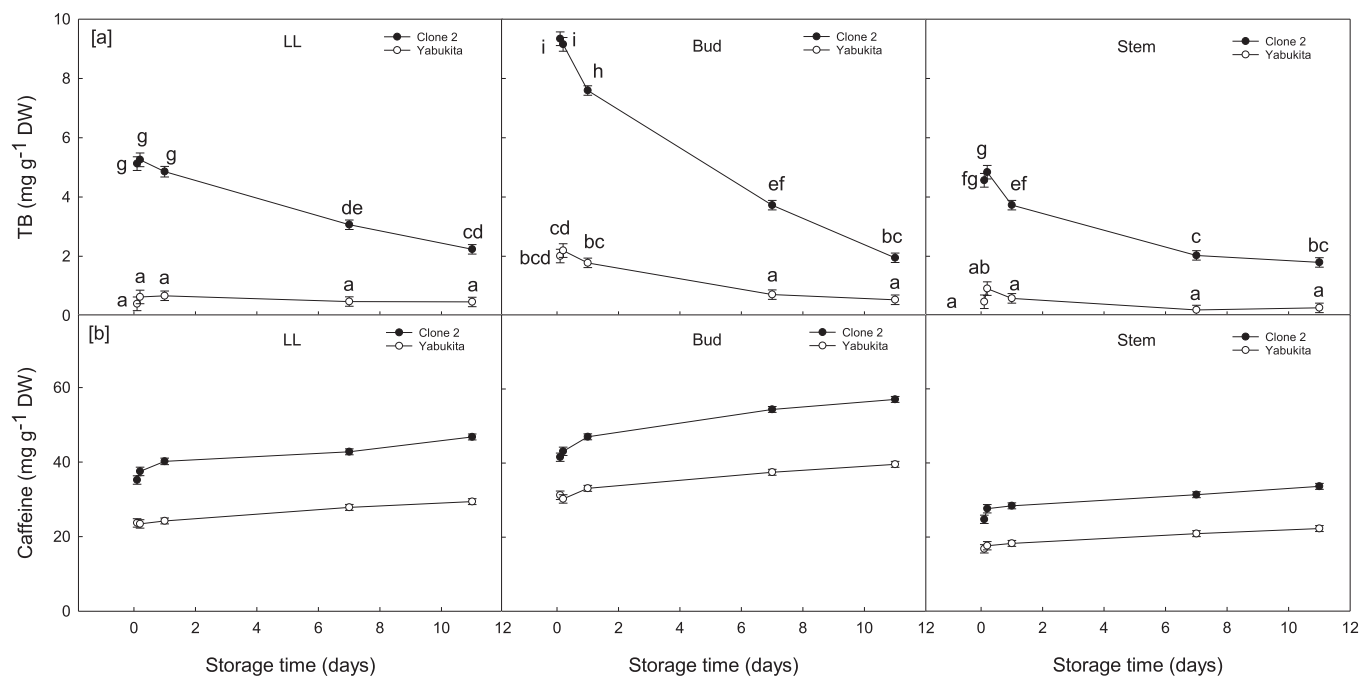 10
8
6
4
2
0
TB (mg g⁻¹ DW)
[a]
LL
Clone 2
Yabukita
g
g
g
de
cd
a
a
a
a
a
Bud
Clone 2
Yabukita
i
i
h
ef
bc
bcd
cd
bc
a
a
Stem
Clone 2
Yabukita
g
fg
ef
c
bc
a
ab
a
a
a
60
40
20
0
Caffeine (mg g⁻¹ DW)
[b]
LL
Clone 2
Yabukita
Bud
Clone 2
Yabukita
Stem
Clone 2
Yabukita
0 2 4 6 8 10 12
0 2 4 6 8 10 12
0 2 4 6 8 10 12
Storage time (days)
Storage time (days)
Storage time (days)